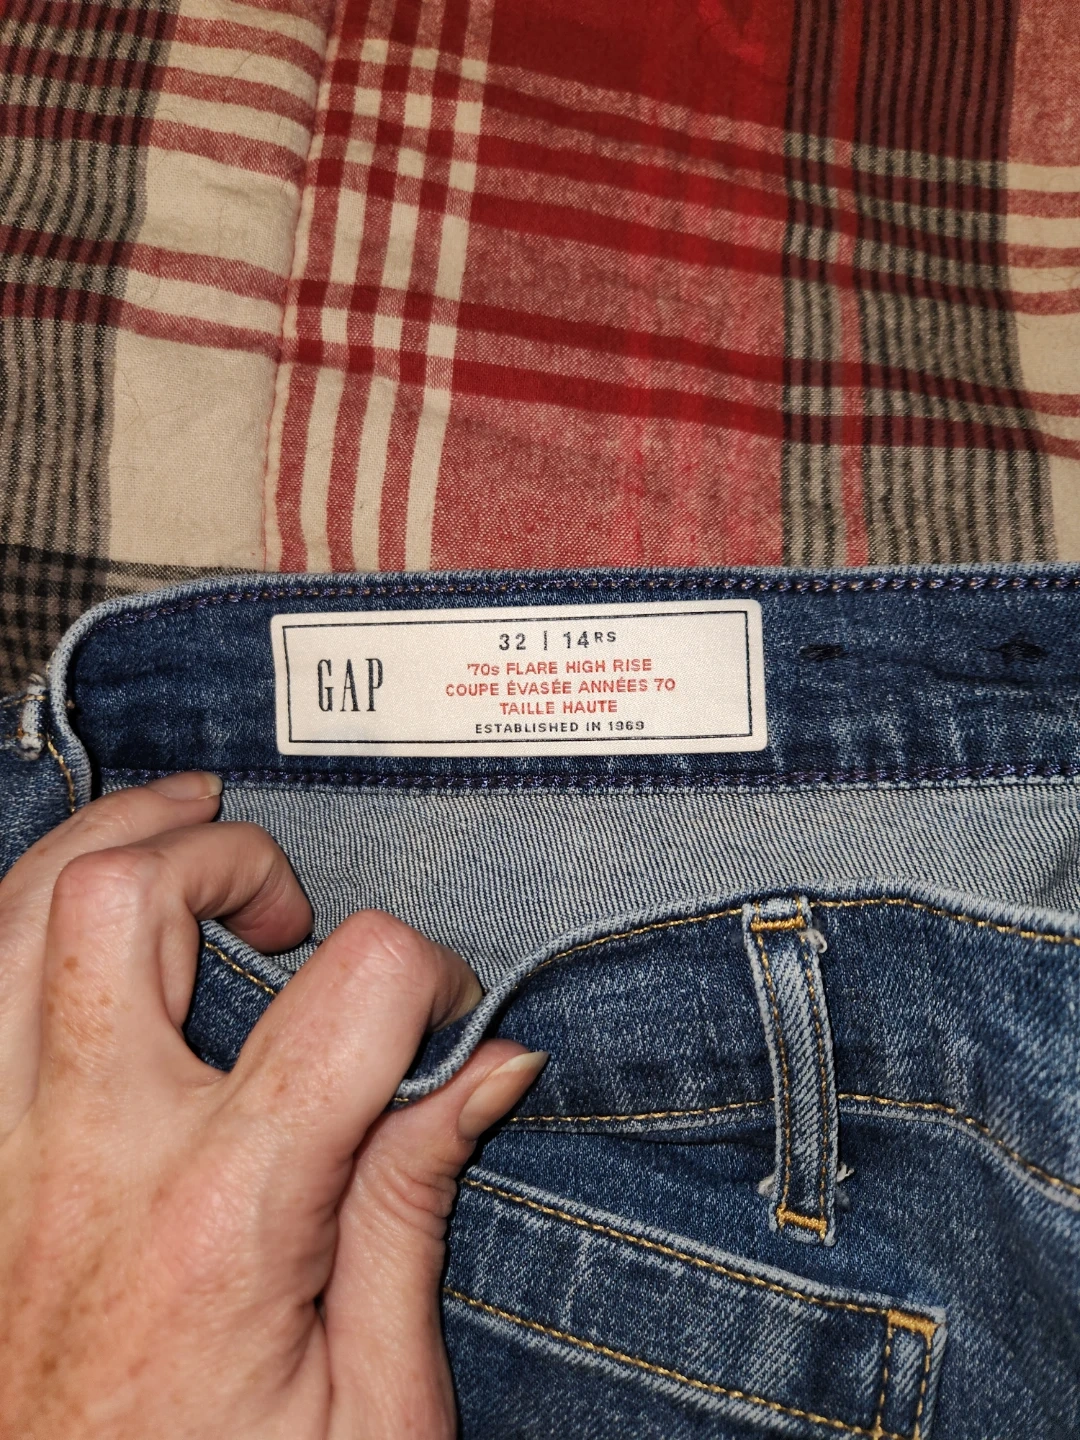 GAP
32 | 14RS
'70s FLARE HIGH RISE
COUPE ÉVASÉE ANNÉES 70
TAILLE HAUTE
ESTABLISHED IN 1969